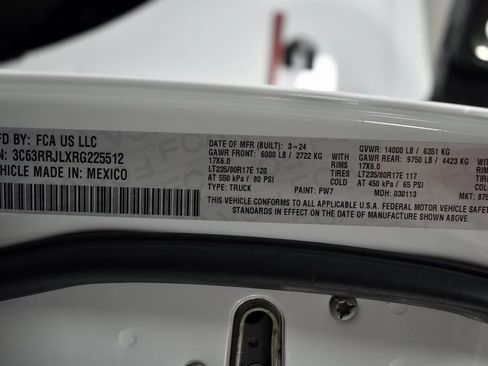 MFD BY: FCA US LLC
N: 3C63RRJLXRG225512
VEHICLE MADE IN: MEXICO
DATE OF MFR (BUILT): 3-24 GVWR: 14000 LB / 6351 KG
GAWR FRONT: 6000 LB / 2722 KG WITH GAWR REAR: 9750 LB / 4423 KG
17X6.0 RIMS 17X6.0
LT235/80R17E 120 TIRES LT235/80R17E 117
AT 550 kPa / 80 PSI COLD AT 450 kPa / 65 PSI
TYPE: TRUCK PAINT: PW7 MDH: 030113 MKT:
THIS VEHICLE CONFORMS TO ALL APPLICABLE U.S.A. FEDERAL MOTOR VEHICLE SAFETY
STANDARDS IN EFFECT ON THE DATE OF MANUFACTURE SHOWN ABOVE